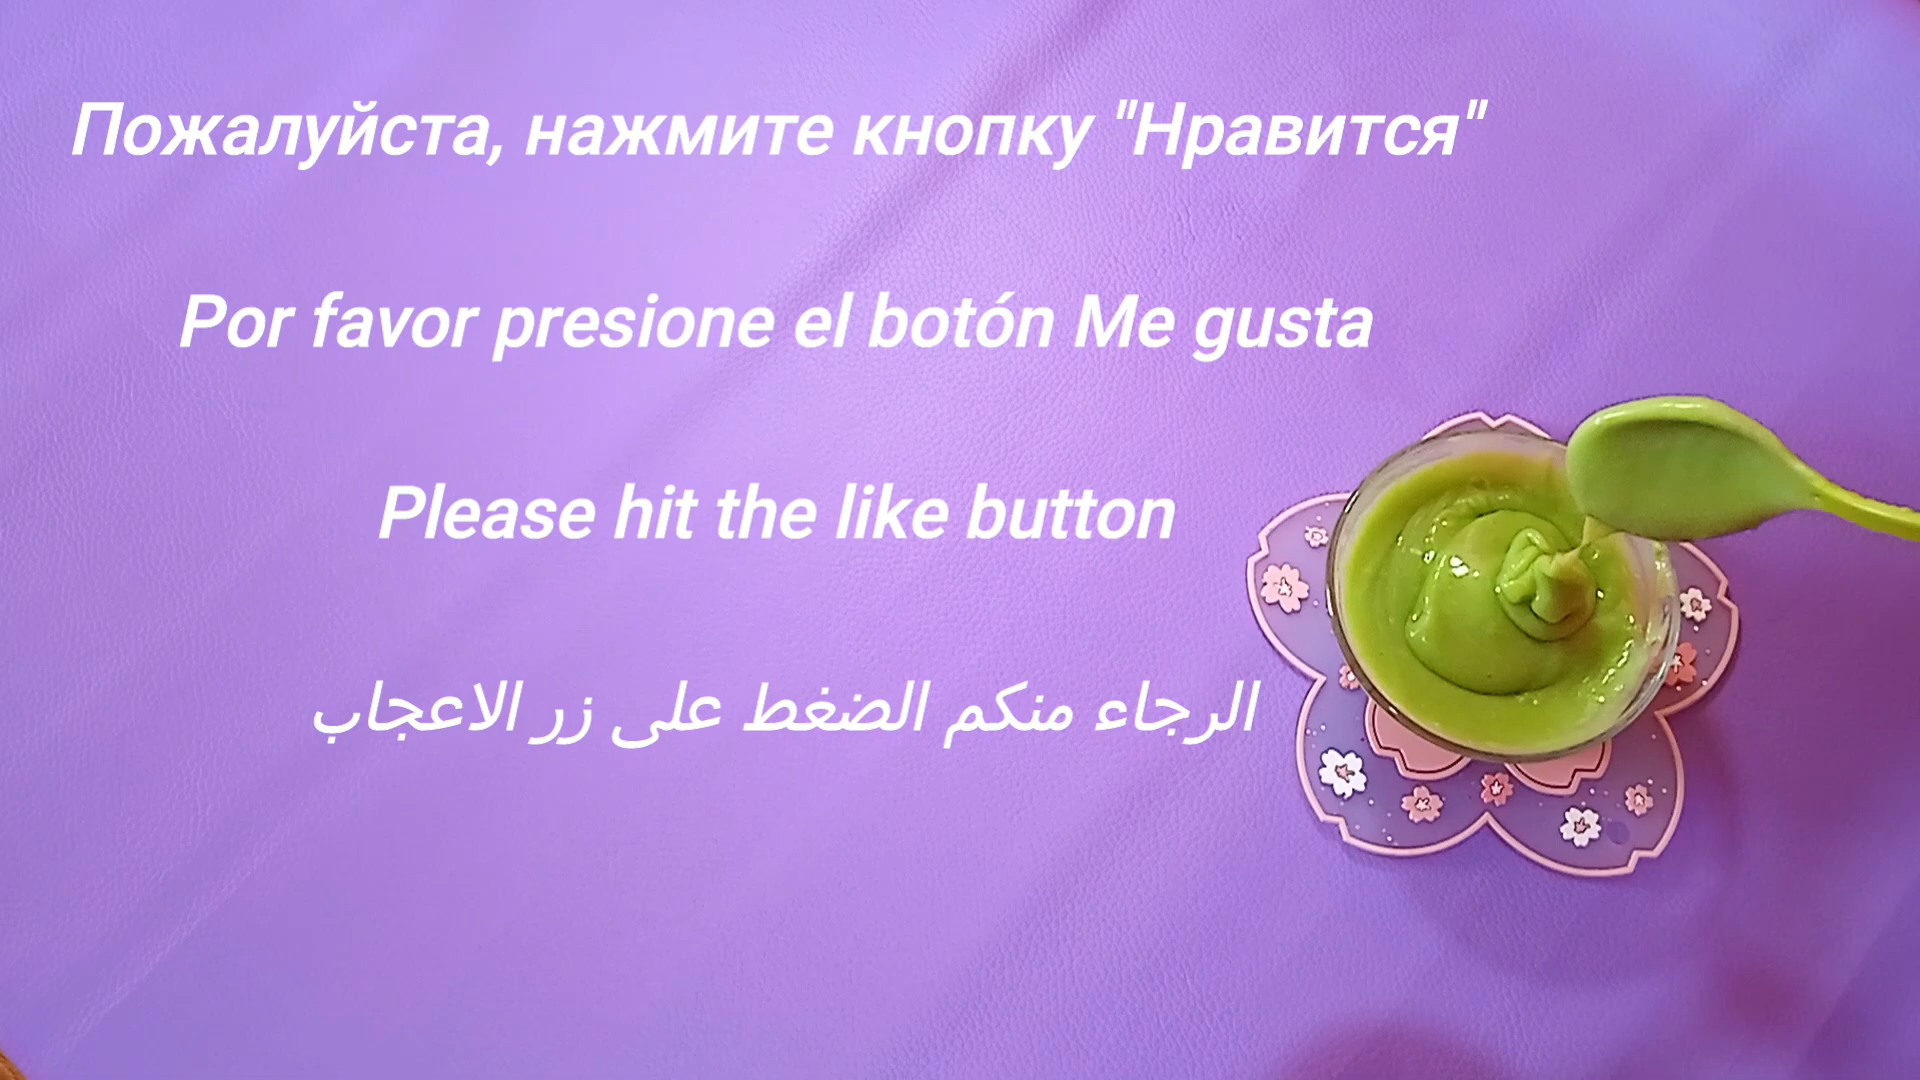 Пожалуйста, нажмите кнопку "Нравится"
Por favor presione el botón Me gusta
Please hit the like button
الرجاء منكم الضغط على زر الاعجاب